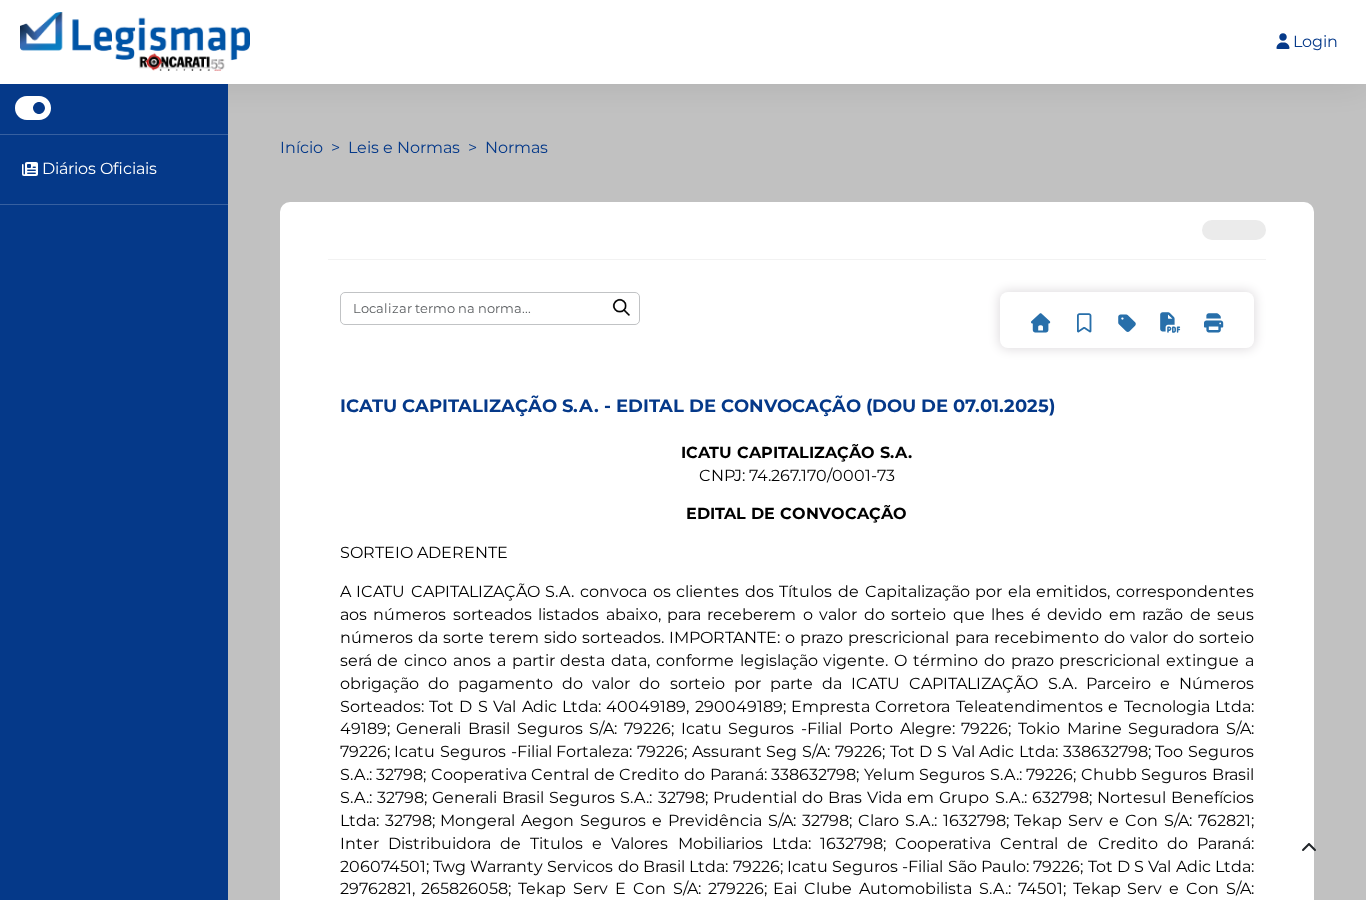 Legismap
RONCARATI 55
Login
Diários Oficiais
Início > Leis e Normas > Normas
Localizar termo na norma...
PDF
ICATU CAPITALIZAÇÃO S.A. - EDITAL DE CONVOCAÇÃO (DOU DE 07.01.2025)
ICATU CAPITALIZAÇÃO S.A.
CNPJ: 74.267.170/0001-73
EDITAL DE CONVOCAÇÃO
SORTEIO ADERENTE
A ICATU CAPITALIZAÇÃO S.A. convoca os clientes dos Títulos de Capitalização por ela emitidos, correspondentes
aos números sorteados listados abaixo, para receberem o valor do sorteio que lhes é devido em razão de seus
números da sorte terem sido sorteados. IMPORTANTE: o prazo prescricional para recebimento do valor do sorteio
será de cinco anos a partir desta data, conforme legislação vigente. O término do prazo prescricional extingue a
obrigação do pagamento do valor do sorteio por parte da ICATU CAPITALIZAÇÃO S.A. Parceiro e Números
Sorteados: Tot D S Val Adic Ltda: 40049189, 290049189; Empresta Corretora Teleatendimentos e Tecnologia Ltda:
49189; Generali Brasil Seguros S/A: 79226; Icatu Seguros -Filial Porto Alegre: 79226; Tokio Marine Seguradora S/A:
79226; Icatu Seguros -Filial Fortaleza: 79226; Assurant Seg S/A: 79226; Tot D S Val Adic Ltda: 338632798; Too Seguros
S.A.: 32798; Cooperativa Central de Credito do Paraná: 338632798; Yelum Seguros S.A.: 79226; Chubb Seguros Brasil
S.A.: 32798; Generali Brasil Seguros S.A.: 32798; Prudential do Bras Vida em Grupo S.A.: 632798; Nortesul Benefícios
Ltda: 32798; Mongeral Aegon Seguros e Previdência S/A: 32798; Claro S.A.: 1632798; Tekap Serv e Con S/A: 762821;
Inter Distribuidora de Titulos e Valores Mobiliarios Ltda: 1632798; Cooperativa Central de Credito do Paraná:
206074501; Twg Warranty Servicos do Brasil Ltda: 79226; Icatu Seguros -Filial São Paulo: 79226; Tot D S Val Adic Ltda:
29762821, 265826058; Tekap Serv E Con S/A: 279226; Eai Clube Automobilista S.A.: 74501; Tekap Serv e Con S/A: